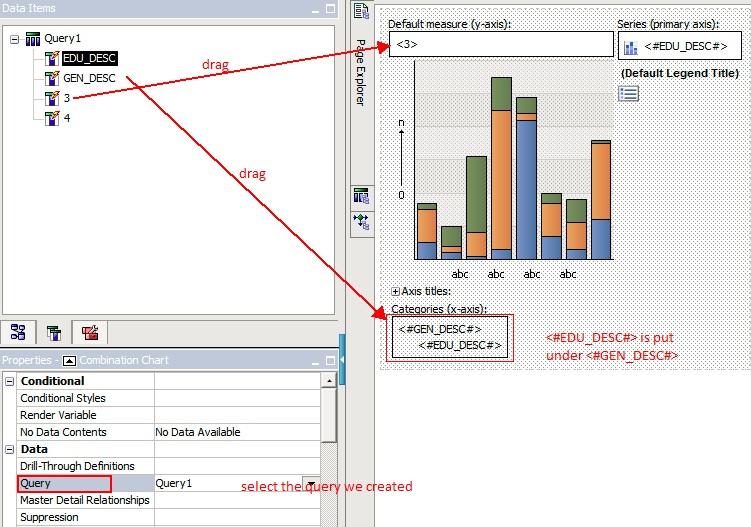 Data Items
Query1
EDU_DESC
GEN_DESC
3
4
drag
drag
Page Explorer
Default measure (y-axis):
<3>
Series (primary axis):
<#EDU_DESC#>
(Default Legend Title)
n
0
abc abc abc abc
Axis titles:
Categories (x-axis):
<#GEN_DESC#>
<#EDU_DESC#>
<#EDU_DESC#> is put
under <#GEN_DESC#>
Properties - Combination Chart
Conditional
Conditional Styles
Render Variable
No Data Contents No Data Available
Data
Drill-Through Definitions
Query Query1
select the query we created
Master Detail Relationships
Suppression